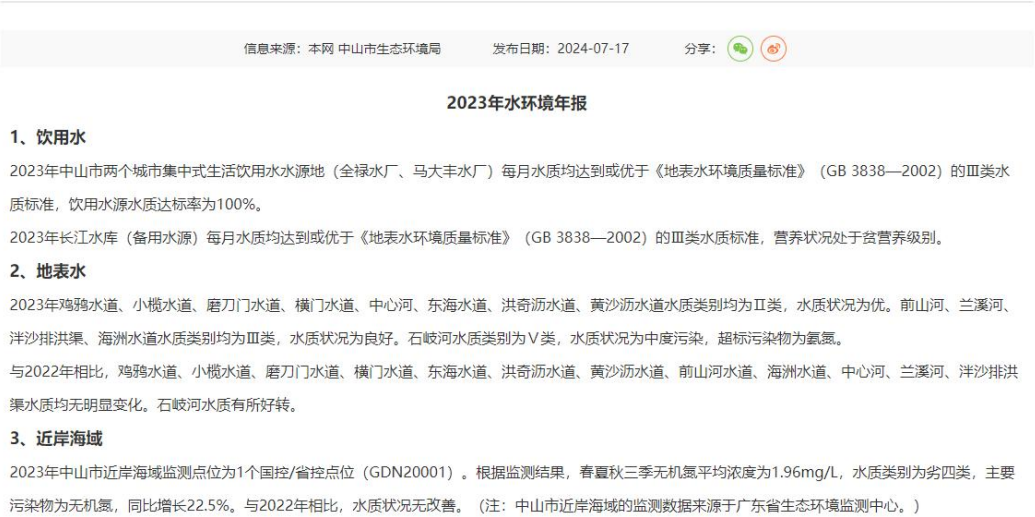 信息来源：本网 中山市生态环境局 发布日期：2024-07-17 分享：
2023年水环境年报
1、饮用水
2023年中山市两个城市集中式生活饮用水水源地（全禄水厂、马大丰水厂）每月水质均达到或优于《地表水环境质量标准》（GB 3838—2002）的Ⅲ类水
质标准，饮用水源水质达标率为100%。
2023年长江水库（备用水源）每月水质均达到或优于《地表水环境质量标准》（GB 3838—2002）的Ⅲ类水质标准，营养状况处于贫营养级别。
2、地表水
2023年鸡鸦水道、小榄水道、磨刀门水道、横门水道、中心河、东海水道、洪奇沥水道、黄沙沥水道水质类别均为Ⅱ类，水质状况为优。前山河、兰溪河、
泮沙排洪渠、海洲水道水质类别均为Ⅲ类，水质状况为良好。石岐河水质类别为Ⅴ类，水质状况为中度污染，超标污染物为氨氮。
与2022年相比，鸡鸦水道、小榄水道、磨刀门水道、横门水道、东海水道、洪奇沥水道、黄沙沥水道、前山河水道、海洲水道、中心河、兰溪河、泮沙排洪
渠水质均无明显变化。石岐河水质有所好转。
3、近岸海域
2023年中山市近岸海域监测点位为1个国控/省控点位（GDN20001）。根据监测结果，春夏秋三季无机氮平均浓度为1.96mg/L，水质类别为劣四类，主要
污染物为无机氮，同比增长22.5%。与2022年相比，水质状况无改善。（注：中山市近岸海域的监测数据来源于广东省生态环境监测中心。）